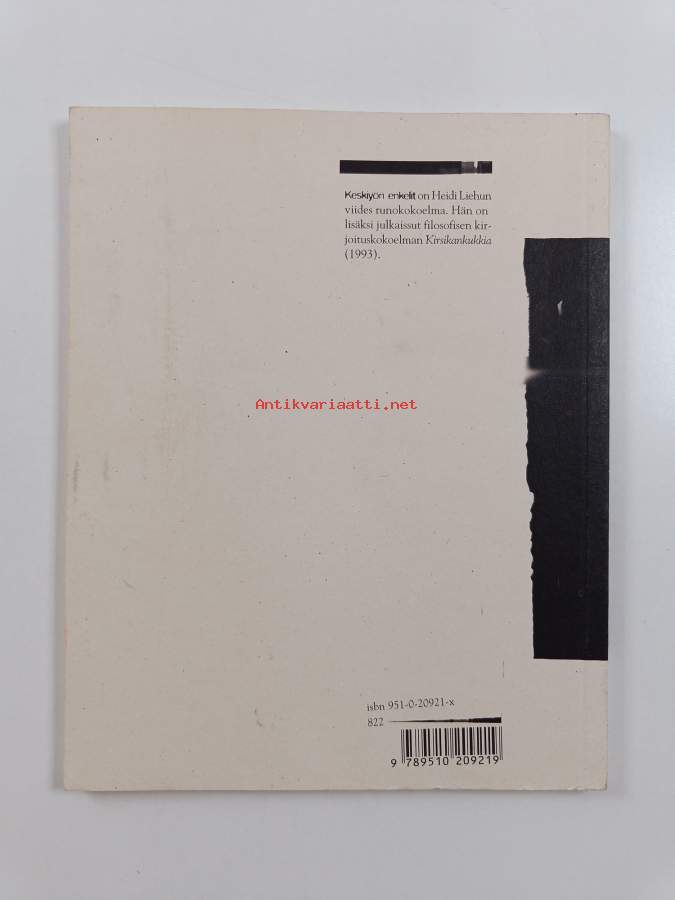 Keskiyön enkelit on Heidi Liehun
viides runokokoelma. Hän on
lisäksi julkaissut filosofisen kir-
joituskokoelman Kirsikankukkia
(1993).
Antikvariaatti.net
isbn 951-0-20921-x
822
9 789510 209219